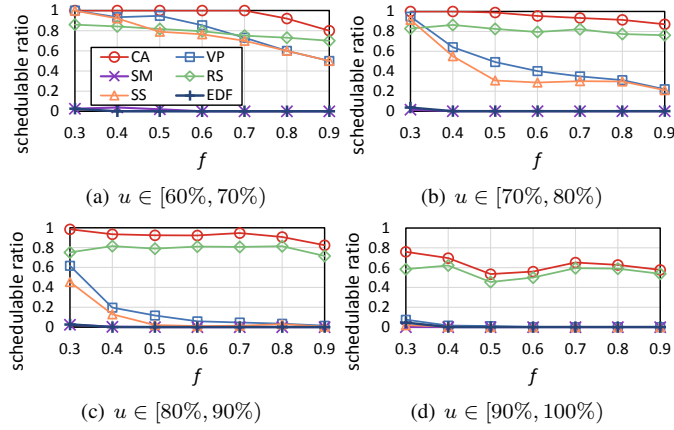 schedulable ratio
1
0.8
0.6
0.4
0.2
0
CA
VP
SM
RS
SS
EDF
0.3 0.4 0.5 0.6 0.7 0.8 0.9
f
(a) u ∈ [60%, 70%)
schedulable ratio
1
0.8
0.6
0.4
0.2
0
0.3 0.4 0.5 0.6 0.7 0.8 0.9
f
(b) u ∈ [70%, 80%)
schedulable ratio
1
0.8
0.6
0.4
0.2
0
0.3 0.4 0.5 0.6 0.7 0.8 0.9
f
(c) u ∈ [80%, 90%)
schedulable ratio
1
0.8
0.6
0.4
0.2
0
0.3 0.4 0.5 0.6 0.7 0.8 0.9
f
(d) u ∈ [90%, 100%)